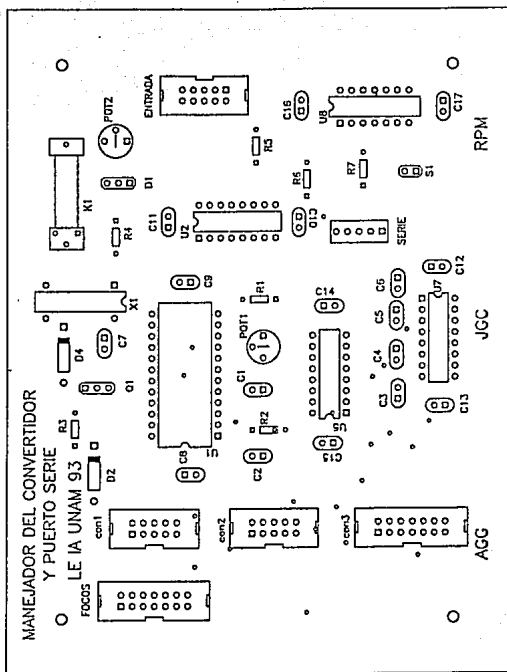 MANEJADOR DEL CONVERTIDOR
Y PUERTO SERIE
LE IA UNAM 93
FOCOS
con1
con2
con3
AGG
D2
R3
Q1
D4
C7
X1
K1
POT2
D1
R4
ENTRADA
C8
U1
C9
C11
U2
R5
C16
U8
C17
RPM
C2
R2
C1
POT1
R1
C10
R6
R7
S1
SERIE
C15
U5
C14
C3
C4
C5
C6
C13
U7
C12
JGC